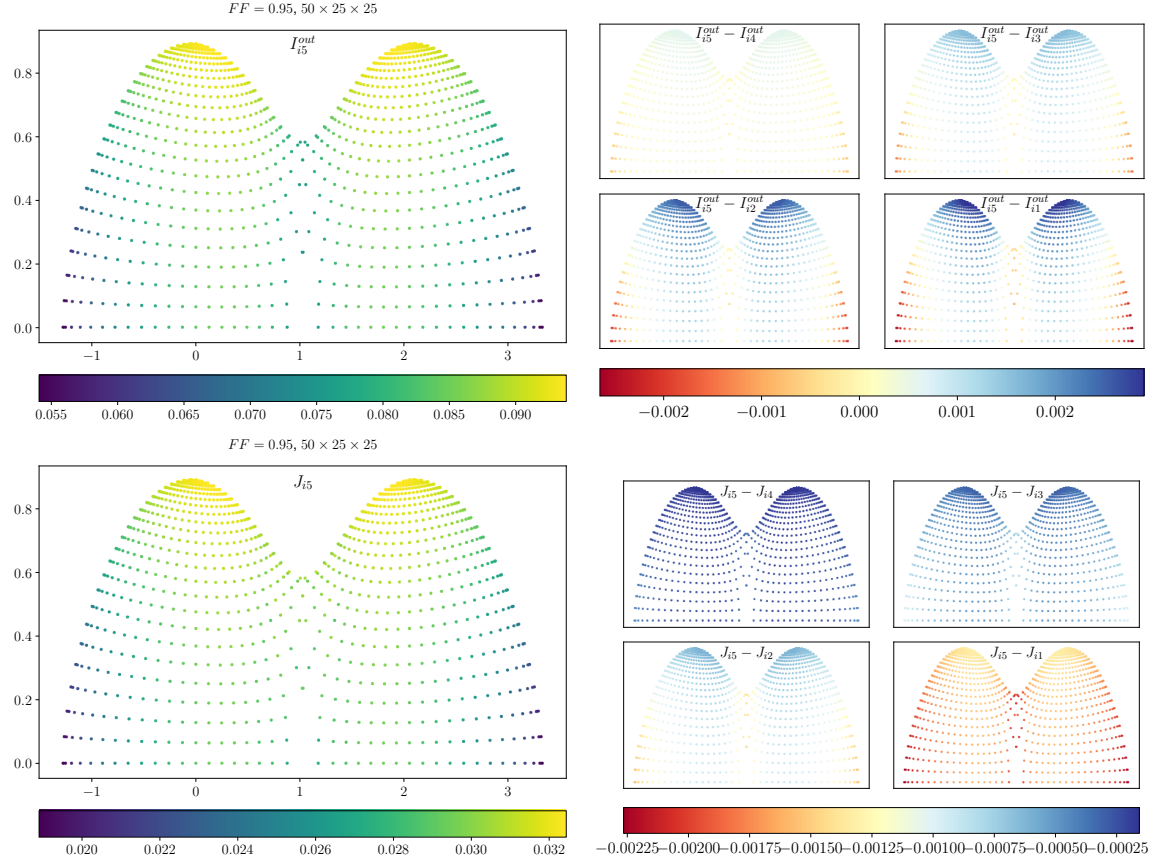 FF = 0.95, 50 × 25 × 25
I_{i5}^{out}
0.8
0.6
0.4
0.2
0.0
−1 0 1 2 3
0.055 0.060 0.065 0.070 0.075 0.080 0.085 0.090
I_{i5}^{out} − I_{i4}^{out}
I_{i5}^{out} − I_{i3}^{out}
I_{i5}^{out} − I_{i2}^{out}
I_{i5}^{out} − I_{i1}^{out}
−0.002 −0.001 0.000 0.001 0.002
FF = 0.95, 50 × 25 × 25
J_{i5}
0.8
0.6
0.4
0.2
0.0
−1 0 1 2 3
0.020 0.022 0.024 0.026 0.028 0.030 0.032
J_{i5} − J_{i4}
J_{i5} − J_{i3}
J_{i5} − J_{i2}
J_{i5} − J_{i1}
−0.00225 −0.00200 −0.00175 −0.00150 −0.00125 −0.00100 −0.00075 −0.00050 −0.00025